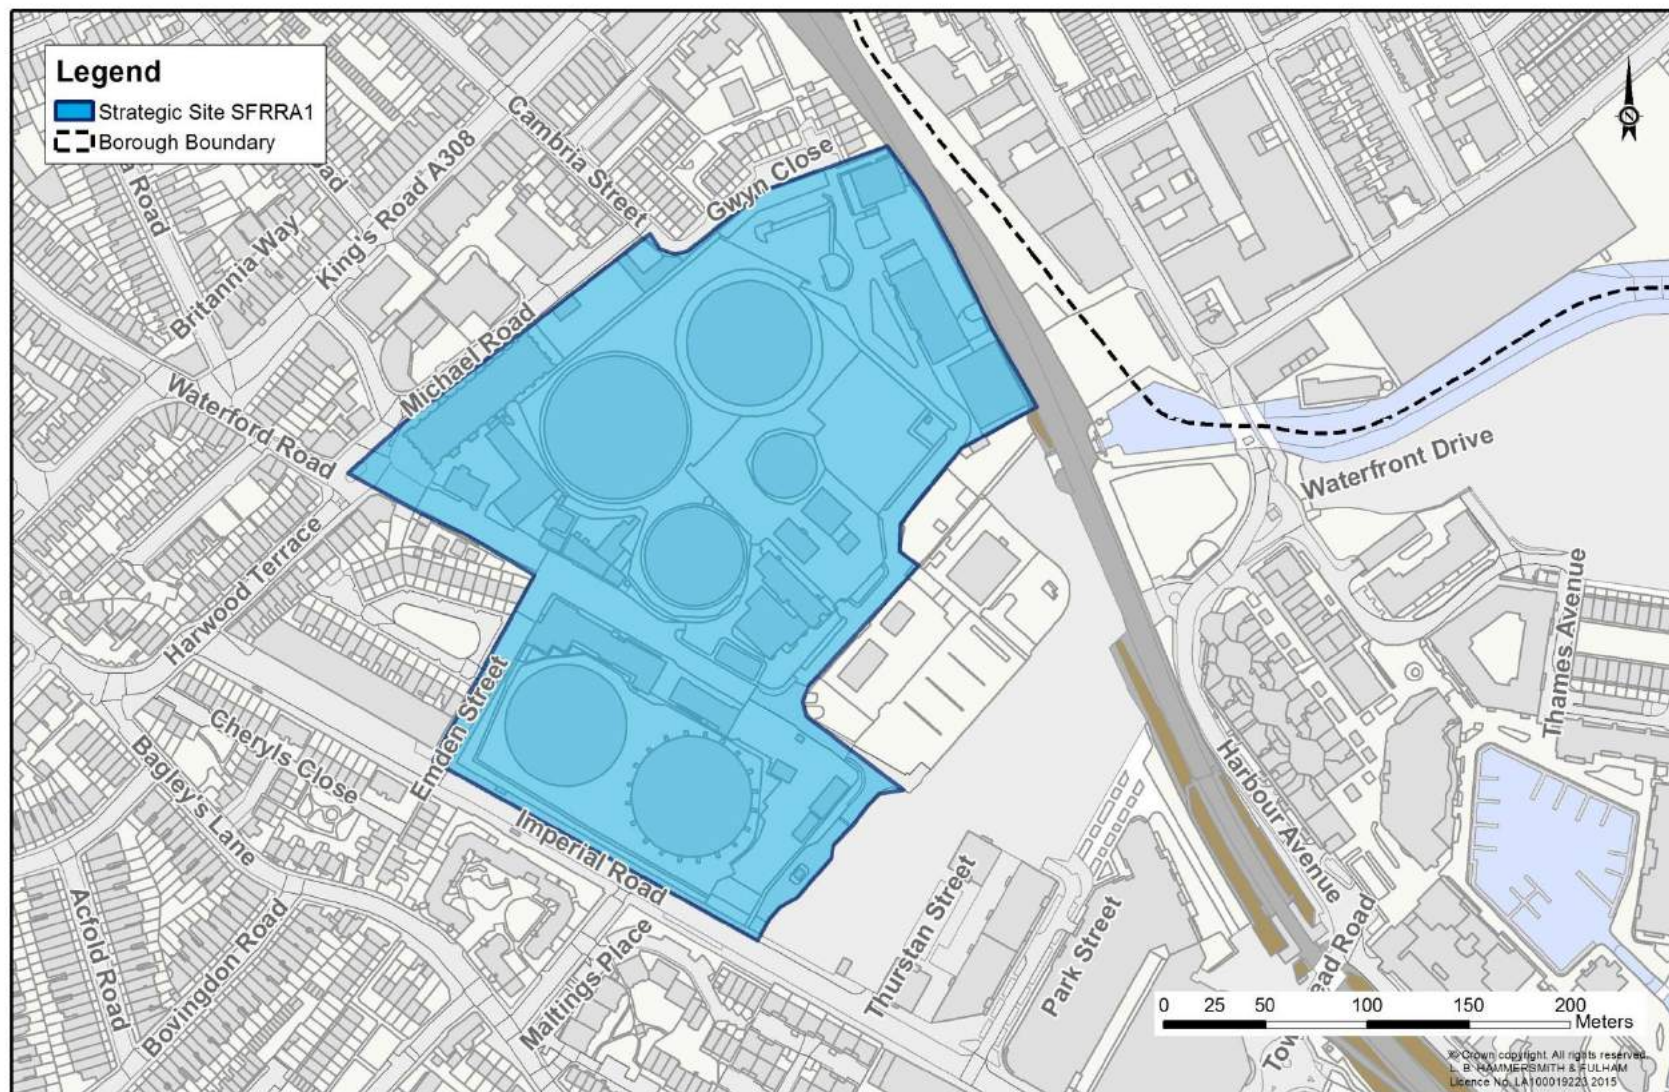 Legend
Strategic Site SFRRA1
Borough Boundary
Cambria Street
Gwyn Close
King's Road A308
Britannia Way
Road
Michael Road
Waterford Road
Harwood Terrace
Waterfront Drive
Thames Avenue
Emden Street
Cheryls Close
Bagley's Lane
Imperial Road
Harbour Avenue
Acfold Road
Bovingdon Road
Maltings Place
Thurstan Street
Park Street
0 25 50 100 150 200
Meters
© Crown copyright. All rights reserved.
L. B. HAMMERSMITH & FULHAM
Licence No. LA100019223 2015